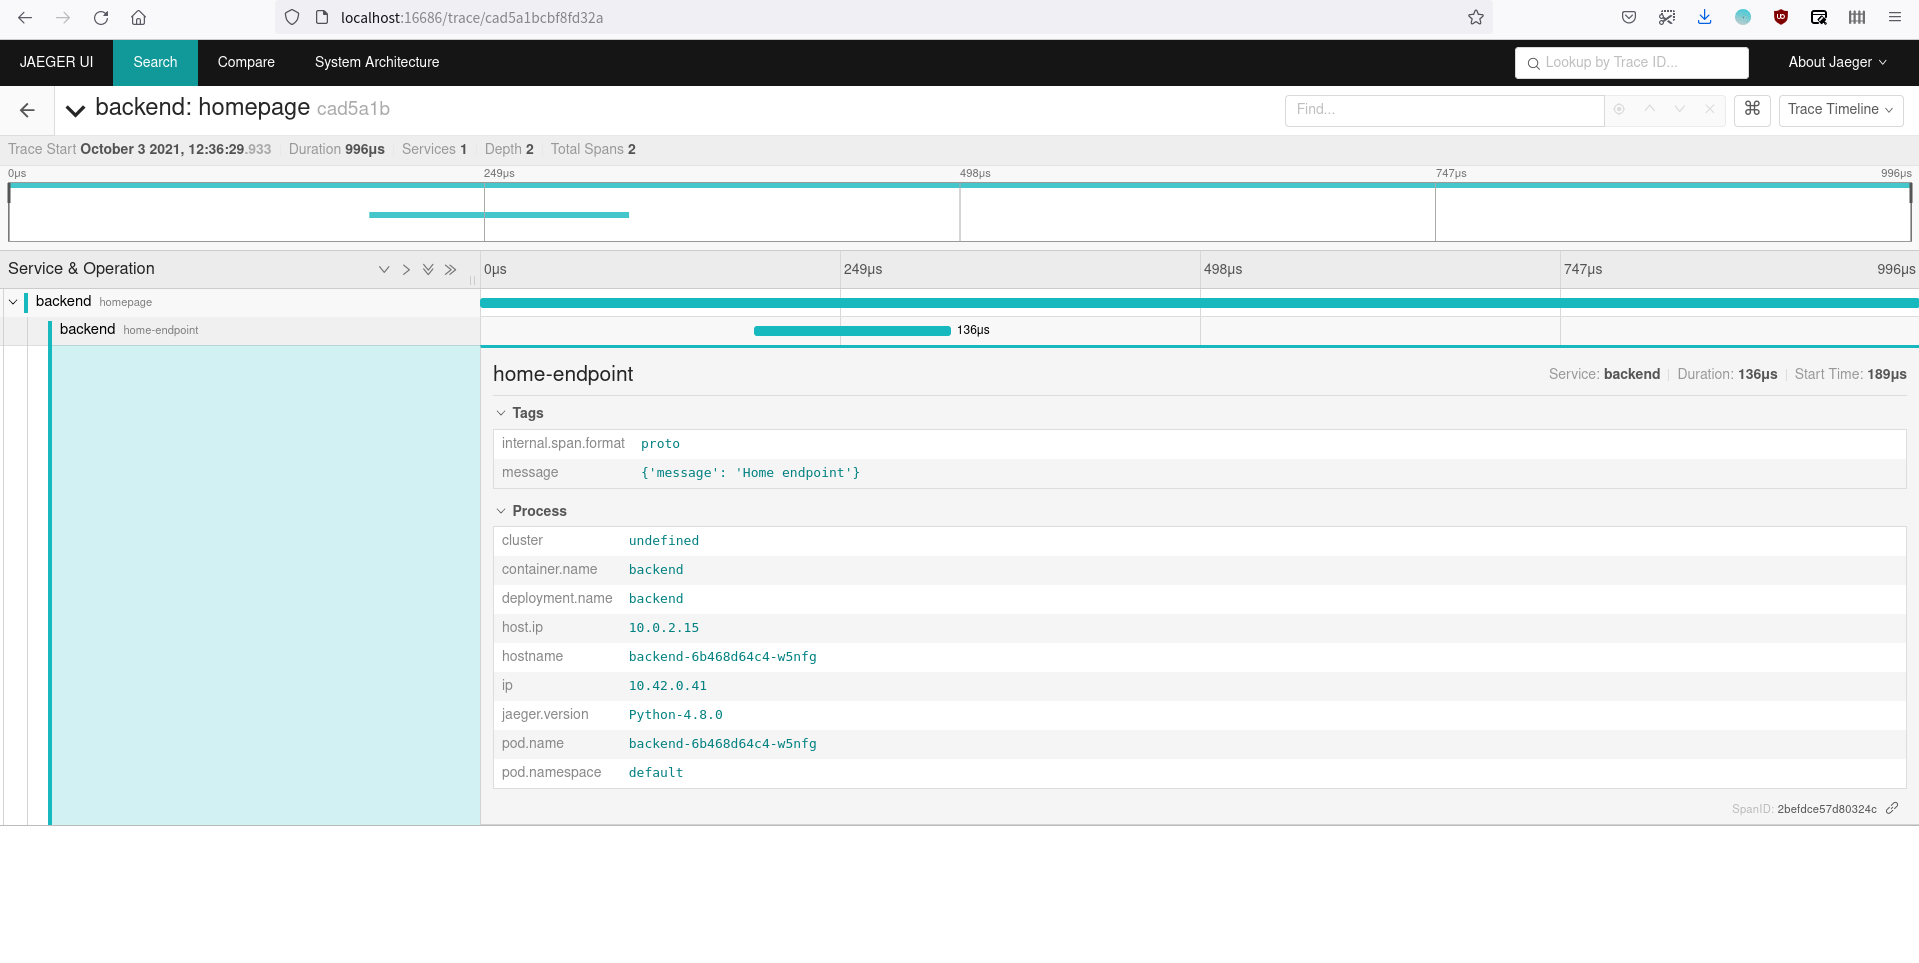 localhost:16686/trace/cad5a1bcbf8fd32a
JAEGER UI Search Compare System Architecture Lookup by Trace ID... About Jaeger
backend: homepage cad5a1b Find... ⌘ Trace Timeline
Trace Start October 3 2021, 12:36:29.933 Duration 996μs Services 1 Depth 2 Total Spans 2
0μs 249μs 498μs 747μs 996μs
Service & Operation 0μs 249μs 498μs 747μs 996μs
backend homepage
backend home-endpoint 136μs
home-endpoint Service: backend Duration: 136μs Start Time: 189μs
Tags
internal.span.format proto
message {'message': 'Home endpoint'}
Process
cluster undefined
container.name backend
deployment.name backend
host.ip 10.0.2.15
hostname backend-6b468d64c4-w5nfg
ip 10.42.0.41
jaeger.version Python-4.8.0
pod.name backend-6b468d64c4-w5nfg
pod.namespace default
SpanID: 2befdce57d80324c